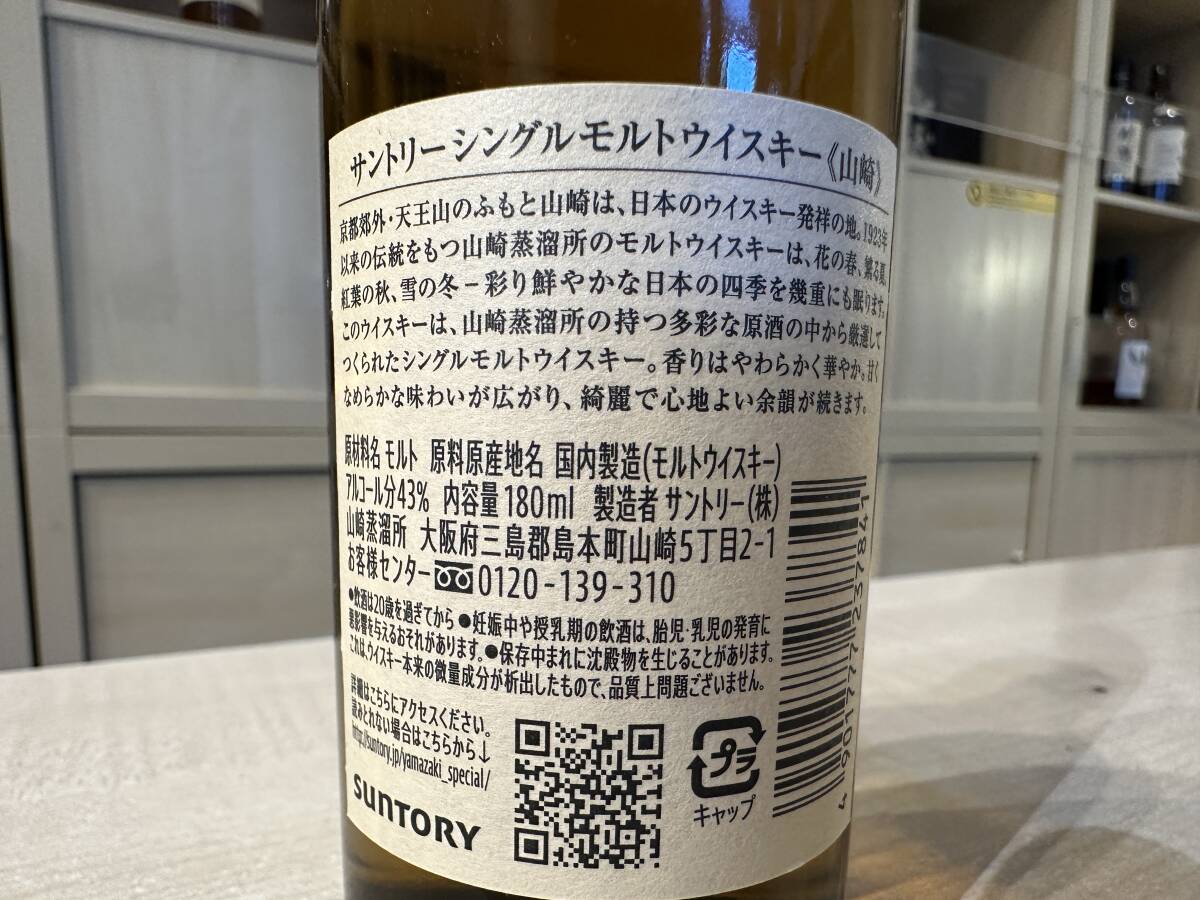 サントリーシングルモルトウイスキー《山崎》
京都郊外・天王山のふもと山崎は、日本のウイスキー発祥の地。1923年
以来の伝統をもつ山崎蒸溜所のモルトウイスキーは、花の春、繁る夏、
紅葉の秋、雪の冬－彩り鮮やかな日本の四季を幾重にも眠ります。
このウイスキーは、山崎蒸溜所の持つ多彩な原酒の中から厳選して
つくられたシングルモルトウイスキー。香りはやわらかく華やか。甘く
なめらかな味わいが広がり、綺麗で心地よい余韻が続きます。
原材料名 モルト 原料原産地名 国内製造(モルトウイスキー)
アルコール分43% 内容量180ml 製造者 サントリー(株)
山崎蒸溜所 大阪府三島郡島本町山崎5丁目2-1
お客様センター 0120-139-310
●飲酒は20歳を過ぎてから ●妊娠中や授乳期の飲酒は、胎児・乳児の発育に
悪影響を与えるおそれがあります。●保存中まれに沈殿物を生じることがあります。
これは、ウイスキー本来の微量成分が析出したもので、品質上問題ございません。
詳細はこちらにアクセスください。
読みとれない場合はこちらから↓
http://suntory.jp/yamazaki_special/
SUNTORY
プラ
キャップ
4 901777 237841